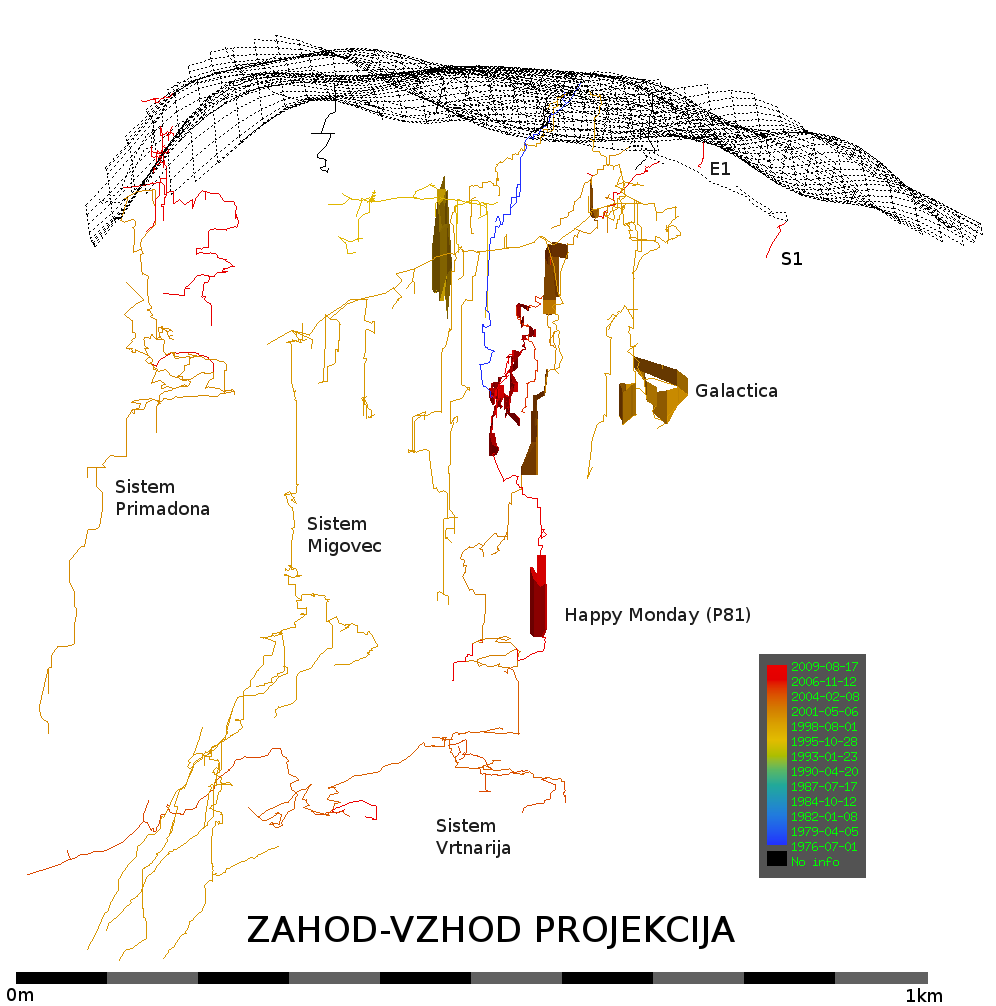 E1
S1
Galactica
Sistem
Primadona
Sistem
Migovec
Happy Monday (P81)
2009-08-17
2006-11-12
2004-02-08
2001-05-06
1998-08-01
1995-10-28
1993-01-23
1990-04-20
1987-07-17
1984-10-12
1982-01-08
1979-04-05
1976-07-01
No info
Sistem
Vrtnarija
ZAHOD-VZHOD PROJEKCIJA
0m 1km